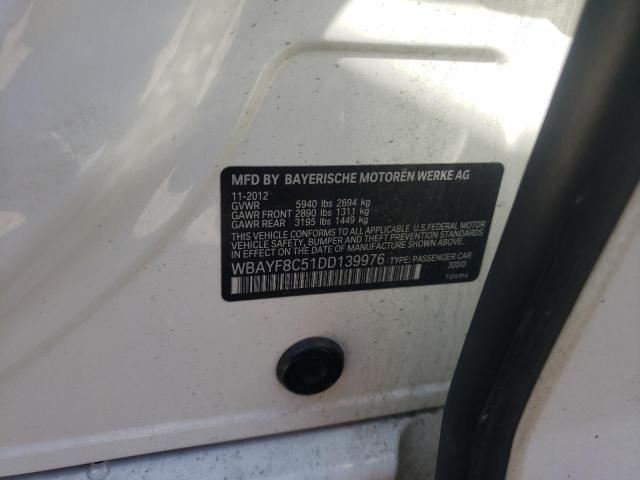 MFD BY BAYERISCHE MOTOREN WERKE AG
11-2012
GVWR 5940 lbs 2694 kg
GAWR FRONT 2890 lbs 1311 kg
GAWR REAR 3195 lbs 1449 kg
THIS VEHICLE CONFORMS TO ALL APPLICABLE U.S. FEDERAL MOTOR
VEHICLE SAFETY, BUMPER, AND THEFT PREVENTION STANDARDS
IN EFFECT ON THE DATE OF MANUFACTURE SHOWN ABOVE.
WBAYF8C51DD139976 TYPE: PASSENGER CAR
300/0